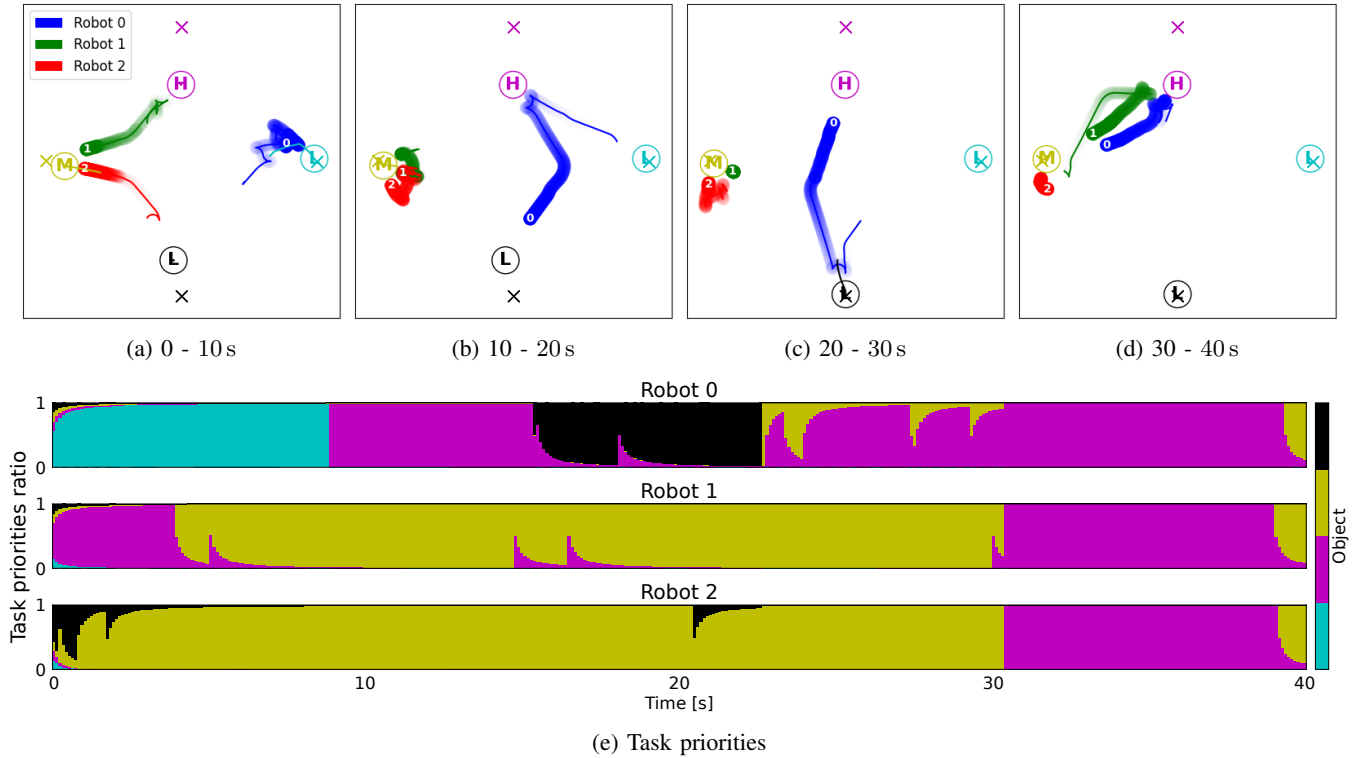 Robot 0
Robot 1
Robot 2
H
1
0
M
2
L
L
H
M
1
2
L
0
L
H
0
M
1
2
L
L
H
M
1
0
2
L
L
(a) 0 - 10 s
(b) 10 - 20 s
(c) 20 - 30 s
(d) 30 - 40 s
Robot 0
1
0
Robot 1
1
0
Robot 2
1
0
Task priorities ratio
Object
0 10 20 30 40
Time [s]
(e) Task priorities